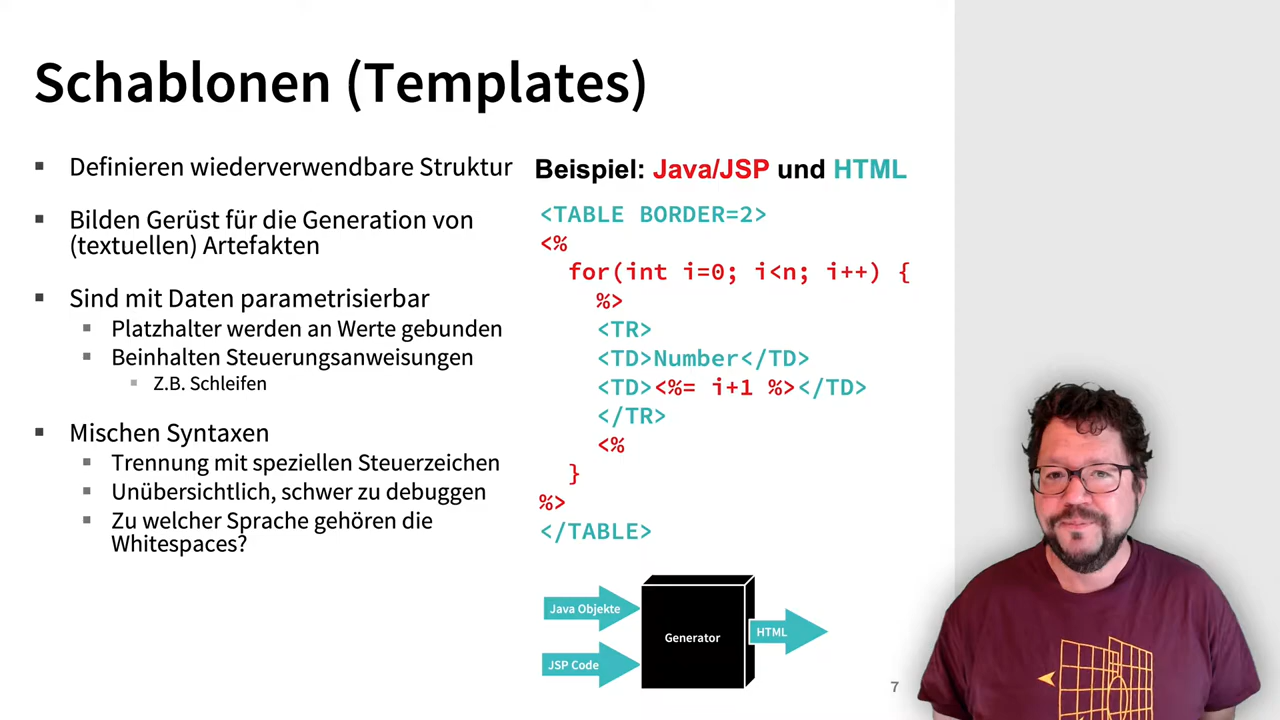 Schablonen (Templates)
Definieren wiederverwendbare Struktur
Bilden Gerüst für die Generation von
(textuellen) Artefakten
Sind mit Daten parametrisierbar
Platzhalter werden an Werte gebunden
Beinhalten Steuerungsanweisungen
Z.B. Schleifen
Mischen Syntaxen
Trennung mit speziellen Steuerzeichen
Unübersichtlich, schwer zu debuggen
Zu welcher Sprache gehören die
Whitespaces?
Beispiel: Java/JSP und HTML
<TABLE BORDER=2>
<%
for(int i=0; i<n; i++) {
%>
<TR>
<TD>Number</TD>
<TD><%= i+1 %></TD>
</TR>
<%
}
%>
</TABLE>
Java Objekte
JSP Code
Generator
HTML
7